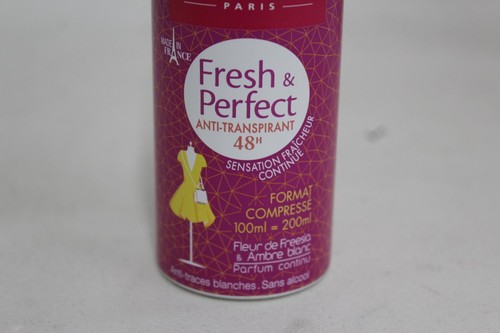 PARIS
MADE IN
FRANCE
Fresh &
Perfect
ANTI-TRANSPIRANT
48H
SENSATION FRAÎCHEUR
CONTINUE
FORMAT
COMPRESSÉ
100ml = 200ml
Fleur de Freesia
& Ambre blanc
Parfum continu
Anti-traces blanches. Sans alcool